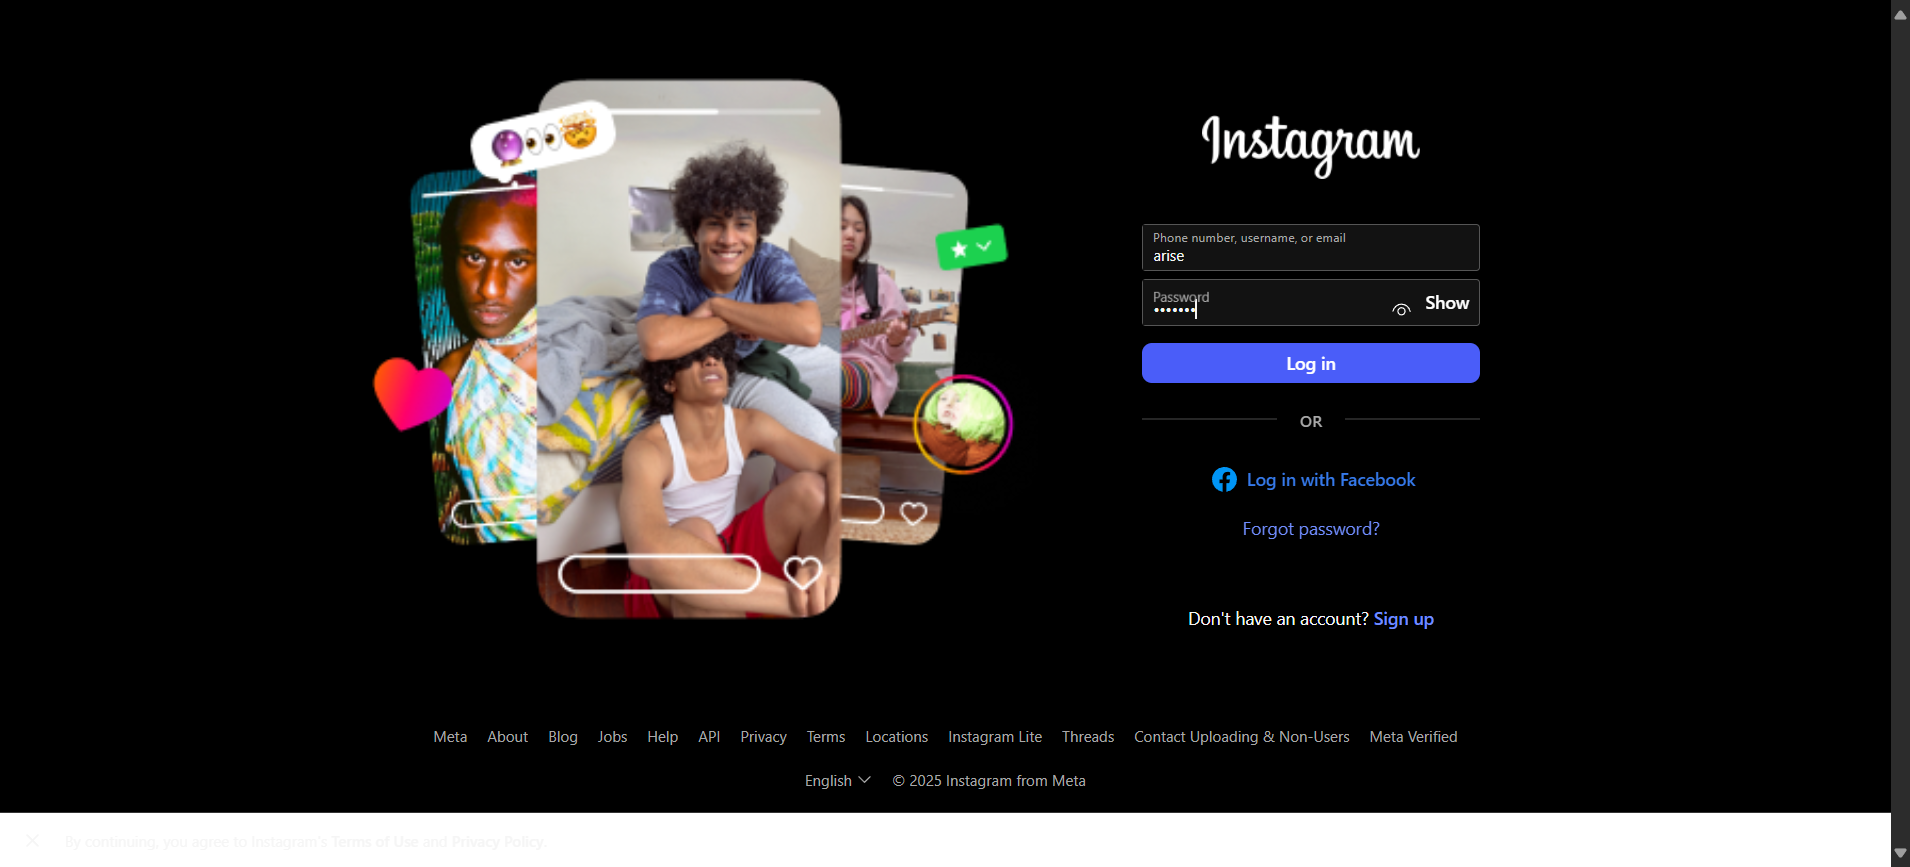 Instagram
Phone number, username, or email
arise
Password
•••••••
Show
Log in
OR
Log in with Facebook
Forgot password?
Don't have an account? Sign up
Meta About Blog Jobs Help API Privacy Terms Locations Instagram Lite Threads Contact Uploading & Non-Users Meta Verified
English © 2025 Instagram from Meta
By continuing, you agree to Instagram's Terms of Use and Privacy Policy.